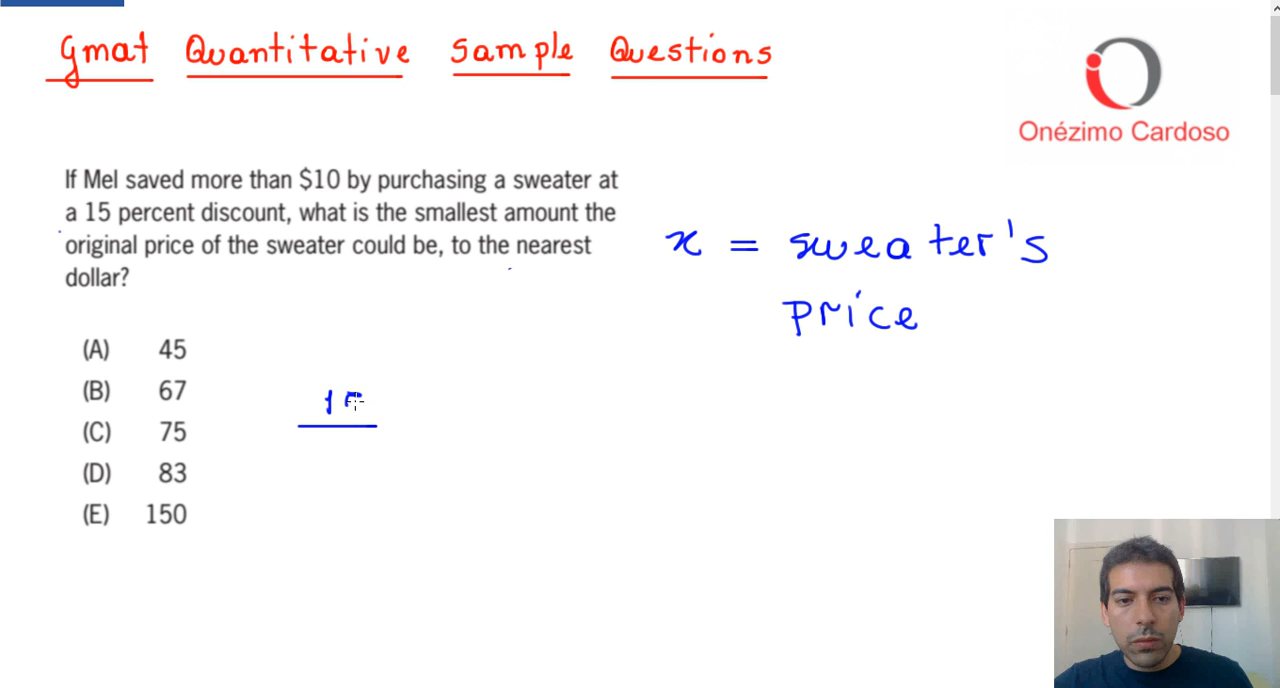 Gmat Quantitative Sample Questions
Onézimo Cardoso
If Mel saved more than $10 by purchasing a sweater at
a 15 percent discount, what is the smallest amount the
original price of the sweater could be, to the nearest
dollar?
x = sweater's
price
(A) 45
(B) 67
(C) 75
(D) 83
(E) 150